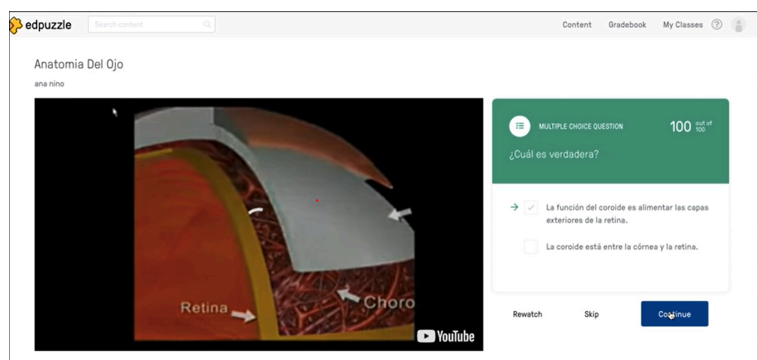 edpuzzle
Search content
Content Gradebook My Classes ?
Anatomia Del Ojo
ana nino
MULTIPLE CHOICE QUESTION
100 out of 100
¿Cuál es verdadera?
La función del coroide es alimentar las capas
exteriores de la retina.
La coroide está entre la córnea y la retina.
Retina
Choro
YouTube
Rewatch Skip Continue